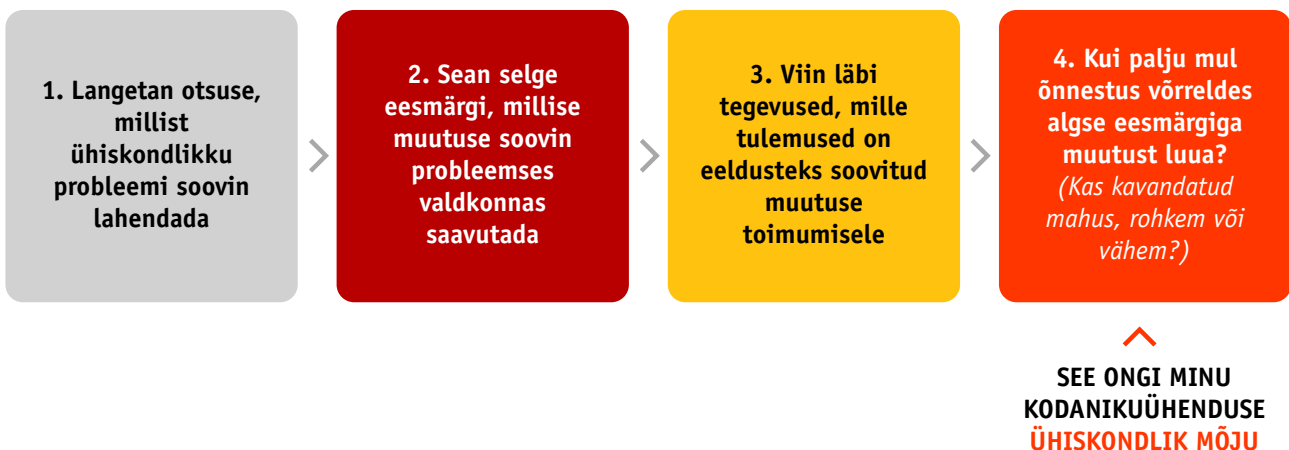 1. Langetan otsuse,
millist
ühiskondlikku
probleemi soovin
lahendada
2. Sean selge
eesmärgi, millise
muutuse soovin
probleemses
valdkonnas
saavutada
3. Viin läbi
tegevused, mille
tulemused on
eeldusteks soovitud
muutuse
toimumisele
4. Kui palju mul
õnnestus võrreldes
algse eesmärgiga
muutust luua?
(Kas kavandatud
mahus, rohkem või
vähem?)
SEE ONGI MINU
KODANIKUÜHENDUSE
ÜHISKONDLIK MÕJU